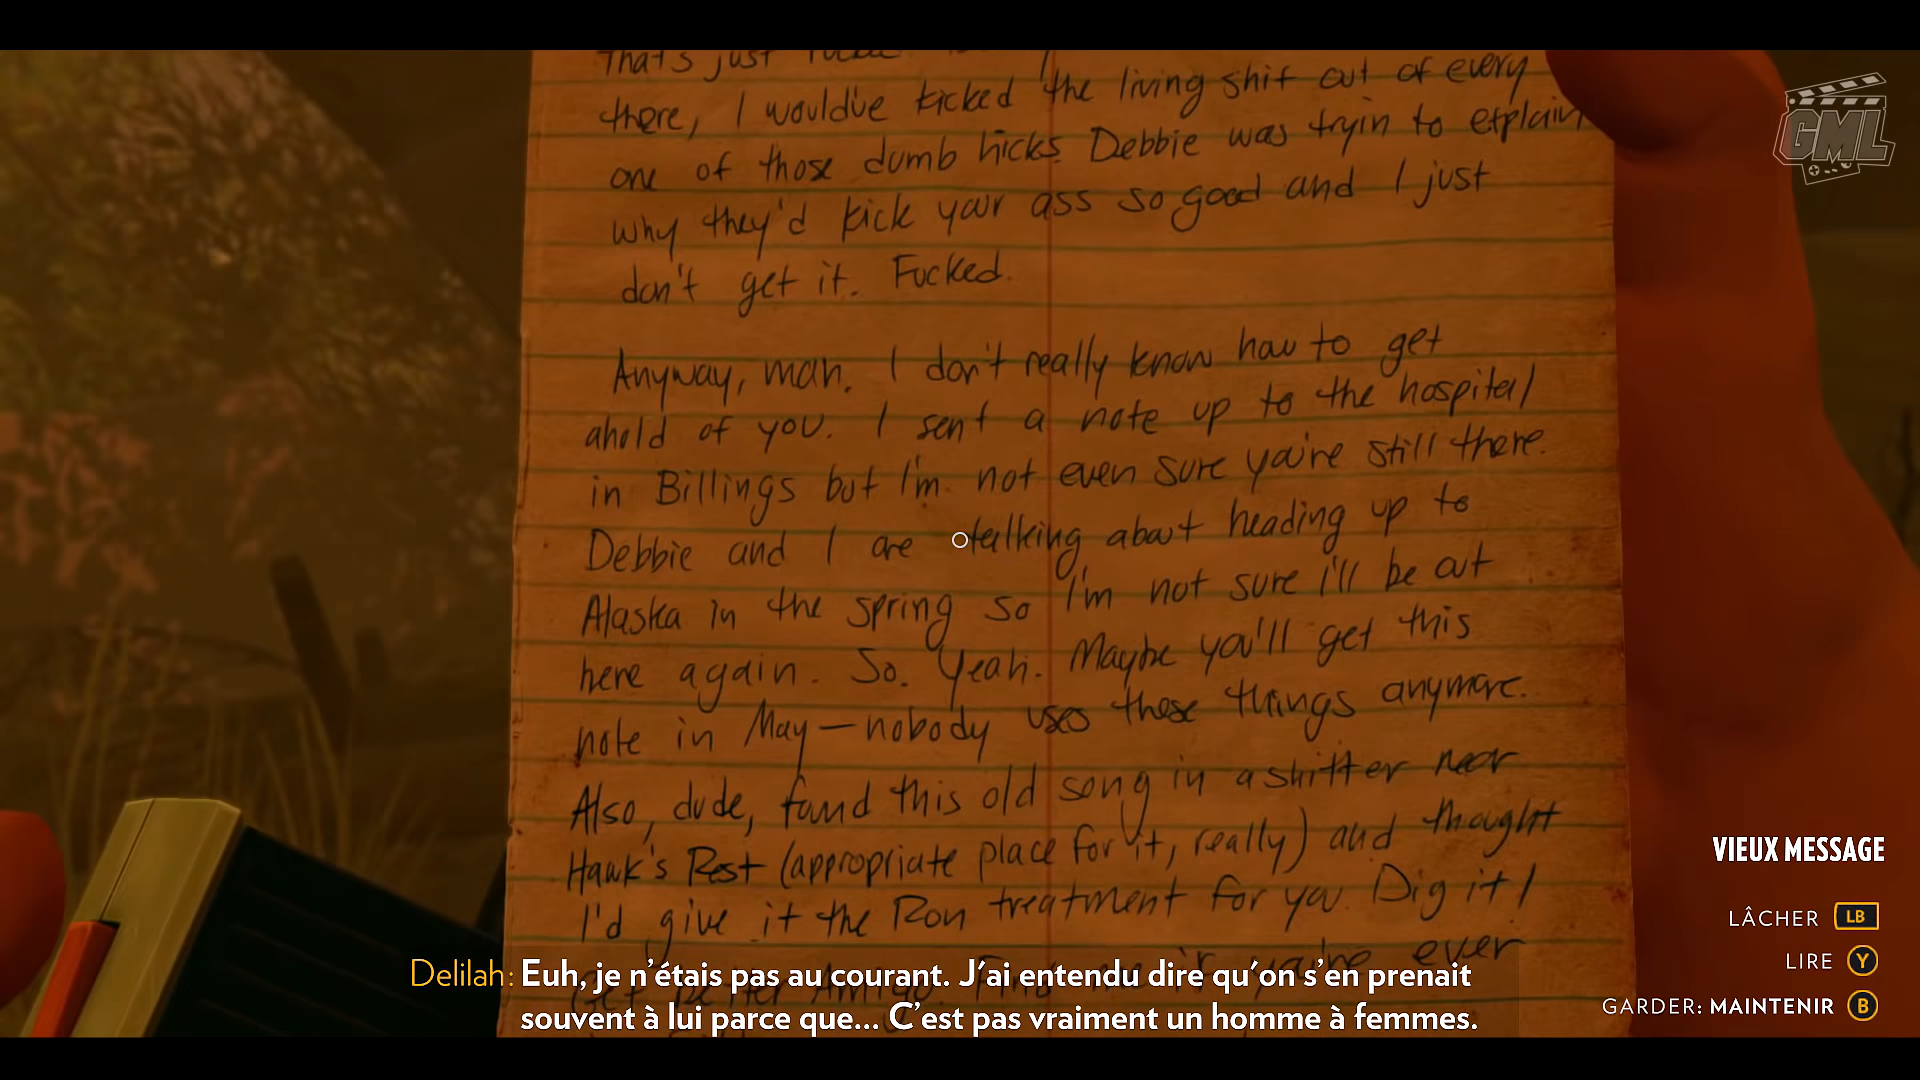 That's just
there, I would've kicked the living shit out of every
one of those dumb hicks. Debbie was tryin to explain
why they'd kick your ass so good and I just
don't get it. Fucked.
Anyway, man. I don't really know how to get
ahold of you. I sent a note up to the hospital
in Billings but I'm not even sure you're still there.
Debbie and I are talking about heading up to
Alaska in the spring so I'm not sure I'll be out
here again. So. Yeah. Maybe you'll get this
note in May—nobody uses these things anymore.
Also, dude, found this old song in a shitter near
Hawk's Rest (appropriate place for it, really) and thought
I'd give it the Ron treatment for you. Dig it!
you're ever
Delilah: Euh, je n'étais pas au courant. J'ai entendu dire qu'on s'en prenait
souvent à lui parce que... C'est pas vraiment un homme à femmes.
GML
VIEUX MESSAGE
LÂCHER LB
LIRE Y
GARDER: MAINTENIR B